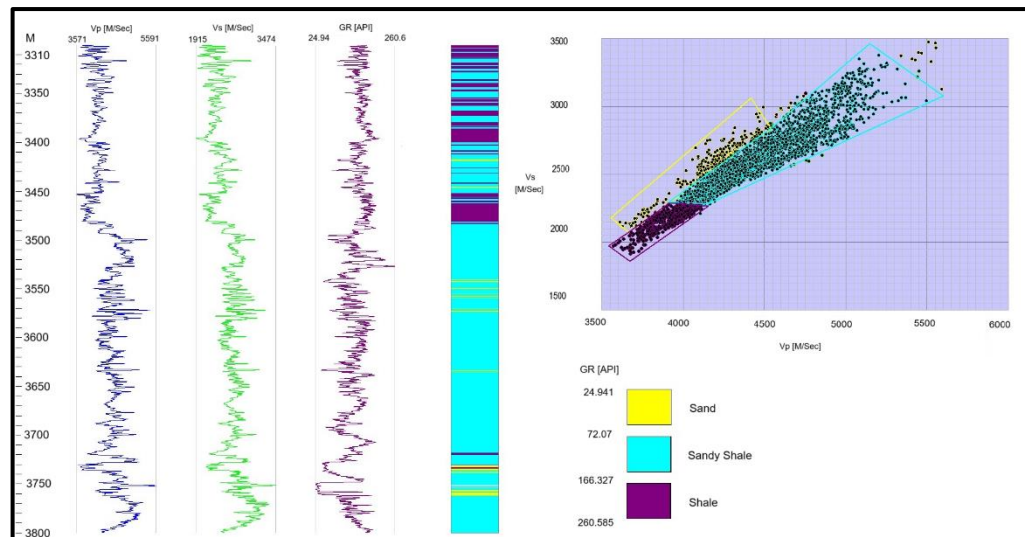 M
Vp [M/Sec]
3571 5591
Vs [M/Sec]
1915 3474
GR [API]
24.94 260.6
3310
3350
3400
3450
3500
3550
3600
3650
3700
3750
3800
3500
3000
2500
2000
1500
Vs
[M/Sec]
3500 4000 4500 5000 5500 6000
Vp [M/Sec]
GR [API]
24.941
72.07
166.327
260.585
Sand
Sandy Shale
Shale